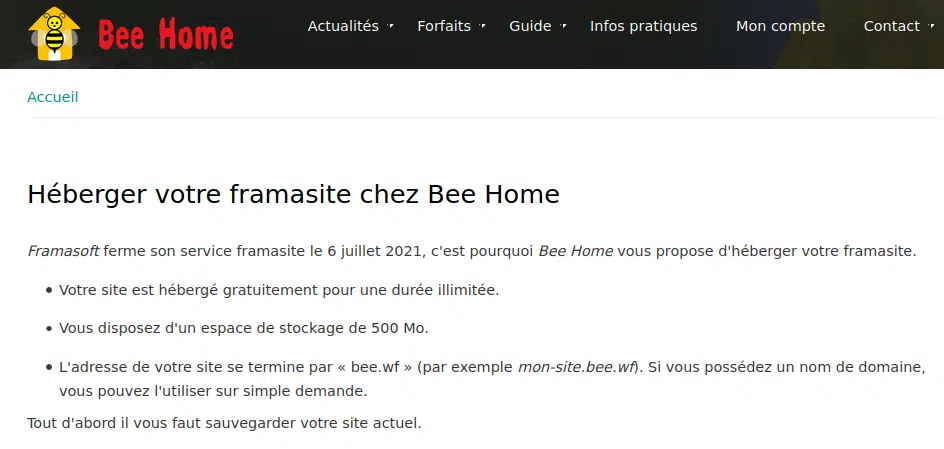 Bee Home
Actualités Forfaits Guide Infos pratiques Mon compte Contact
Accueil
Héberger votre framasite chez Bee Home
Framasoft ferme son service framasite le 6 juillet 2021, c'est pourquoi Bee Home vous propose d'héberger votre framasite.
• Votre site est hébergé gratuitement pour une durée illimitée.
• Vous disposez d'un espace de stockage de 500 Mo.
• L'adresse de votre site se termine par « bee.wf » (par exemple mon-site.bee.wf). Si vous possédez un nom de domaine,
vous pouvez l'utiliser sur simple demande.
Tout d'abord il vous faut sauvegarder votre site actuel.